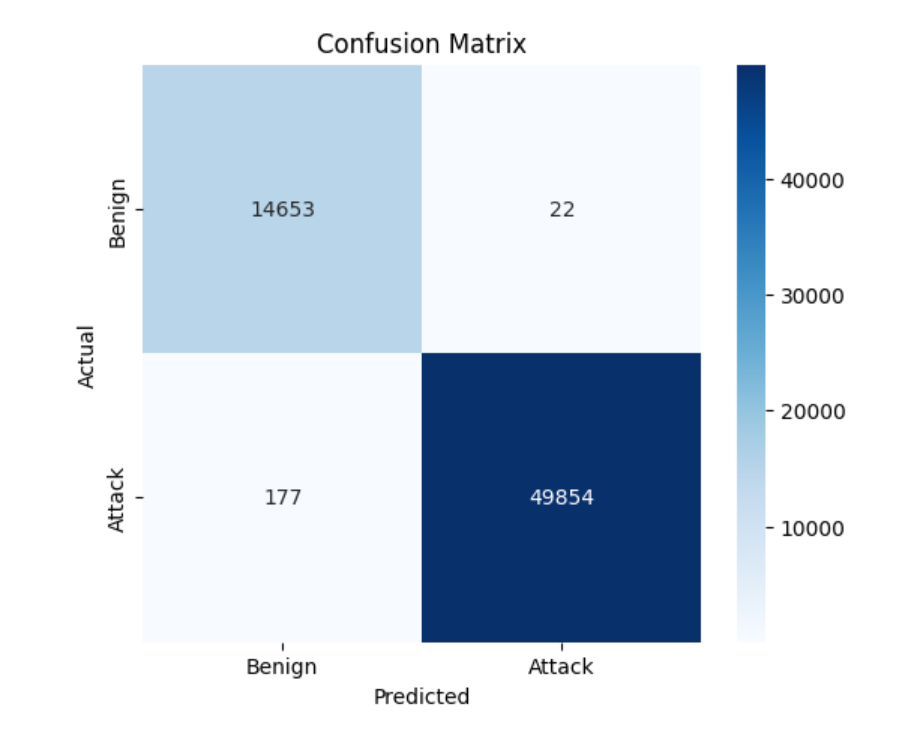 Confusion Matrix
Benign
14653
22
40000
30000
Actual
20000
Attack
177
49854
10000
Benign
Attack
Predicted